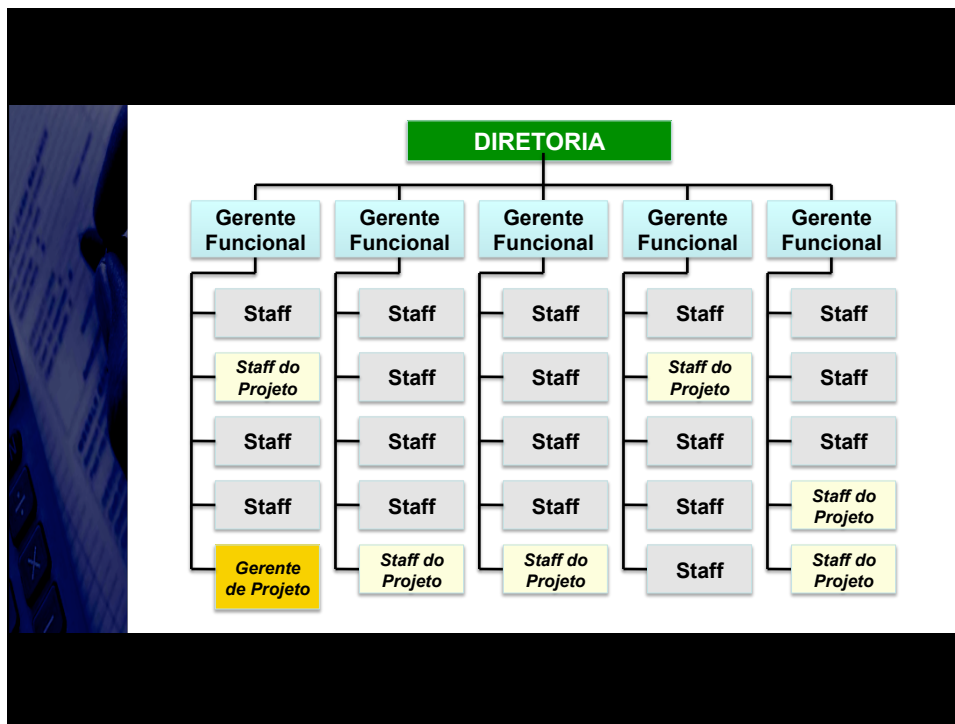 DIRETORIA
Gerente
Funcional
Gerente
Funcional
Gerente
Funcional
Gerente
Funcional
Gerente
Funcional
Staff
Staff
Staff
Staff
Staff
Staff do
Projeto
Staff
Staff
Staff do
Projeto
Staff
Staff
Staff
Staff
Staff
Staff
Staff
Staff
Staff
Staff
Staff do
Projeto
Gerente
de Projeto
Staff do
Projeto
Staff do
Projeto
Staff
Staff do
Projeto